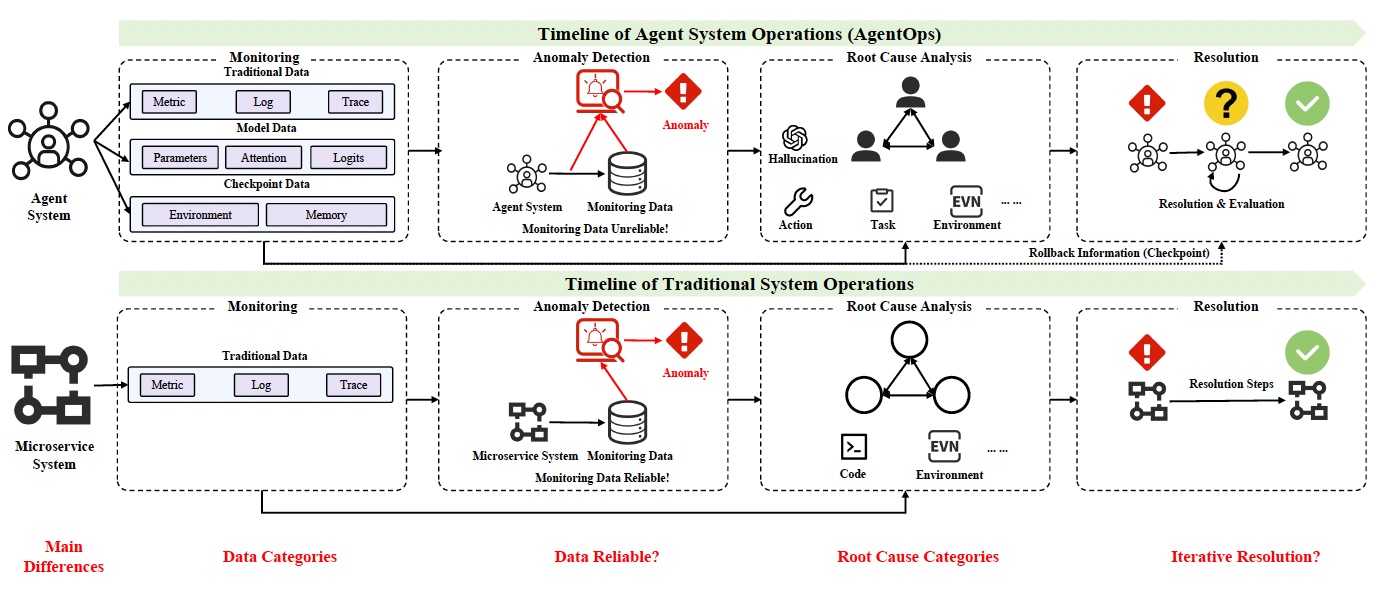 Timeline of Agent System Operations (AgentOps)
Monitoring
Traditional Data
Metric
Log
Trace
Model Data
Parameters
Attention
Logits
Checkpoint Data
Environment
Memory
Agent
System
Anomaly Detection
Anomaly
Agent System
Monitoring Data
Monitoring Data Unreliable!
Root Cause Analysis
Hallucination
Action
Task
EVN
Environment
... ...
Resolution
?
Resolution & Evaluation
Rollback Information (Checkpoint)
Timeline of Traditional System Operations
Monitoring
Traditional Data
Metric
Log
Trace
Microservice
System
Anomaly Detection
Anomaly
Microservice System
Monitoring Data
Monitoring Data Reliable!
Root Cause Analysis
Code
EVN
Environment
... ...
Resolution
Resolution Steps
Main
Differences
Data Categories
Data Reliable?
Root Cause Categories
Iterative Resolution?